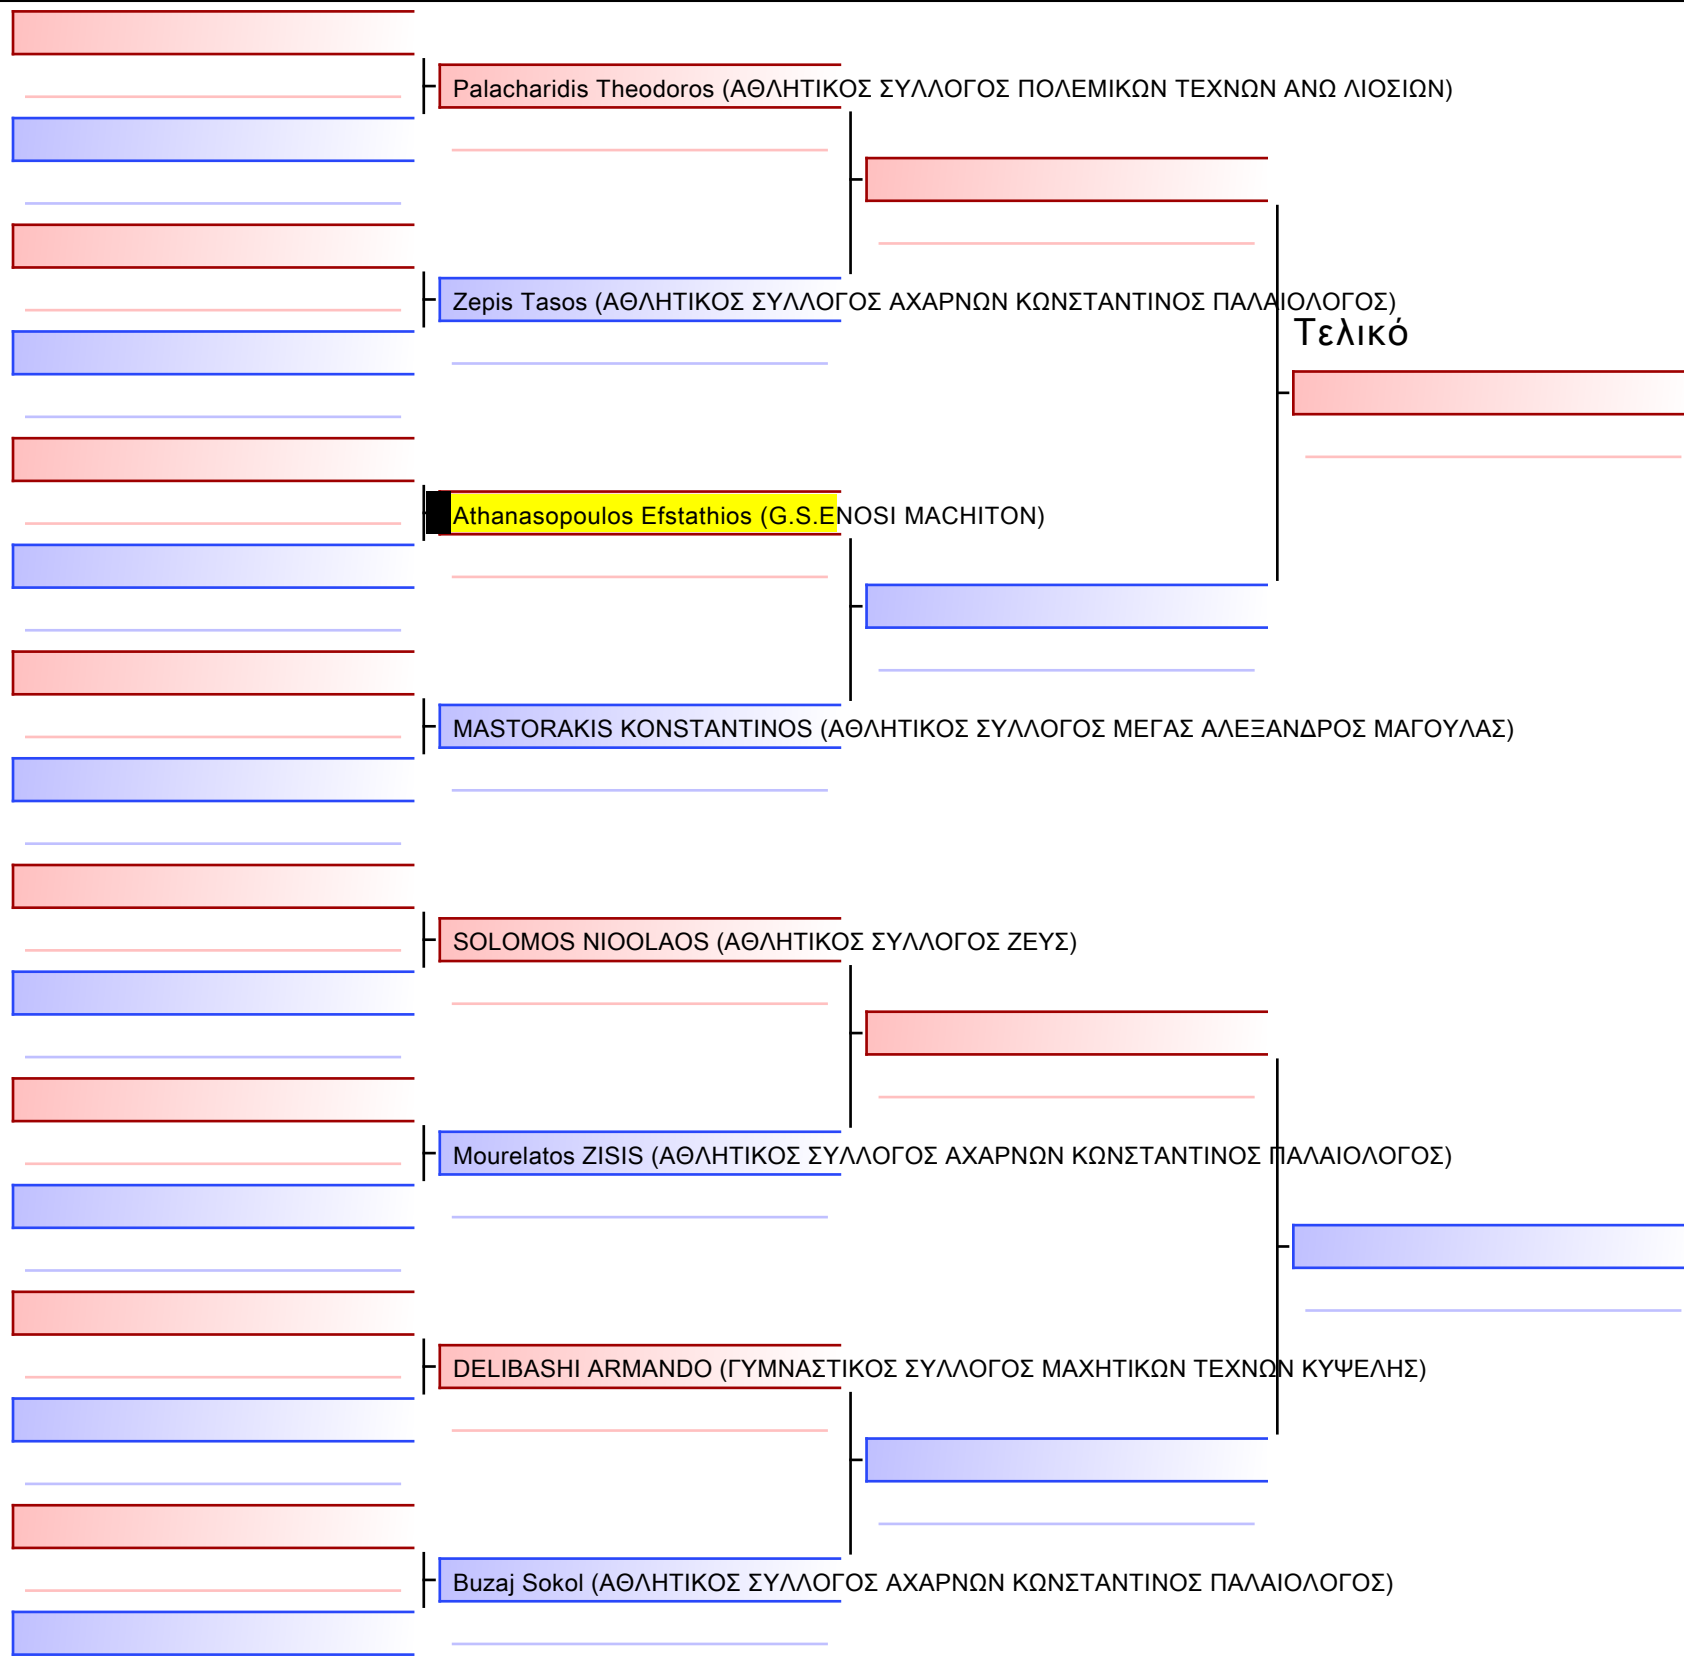 Palacharidis Theodoros (ΑΘΛΗΤΙΚΟΣ ΣΥΛΛΟΓΟΣ ΠΟΛΕΜΙΚΩΝ ΤΕΧΝΩΝ ΑΝΩ ΛΙΟΣΙΩΝ)
Zepis Tasos (ΑΘΛΗΤΙΚΟΣ ΣΥΛΛΟΓΟΣ ΑΧΑΡΝΩΝ ΚΩΝΣΤΑΝΤΙΝΟΣ ΠΑΛΑΙΟΛΟΓΟΣ)
Τελικό
Athanasopoulos Efstathios (G.S.ENOSI MACHITON)
MASTORAKIS KONSTANTINOS (ΑΘΛΗΤΙΚΟΣ ΣΥΛΛΟΓΟΣ ΜΕΓΑΣ ΑΛΕΞΑΝΔΡΟΣ ΜΑΓΟΥΛΑΣ)
SOLOMOS NIOOLAOS (ΑΘΛΗΤΙΚΟΣ ΣΥΛΛΟΓΟΣ ΖΕΥΣ)
Mourelatos ZISIS (ΑΘΛΗΤΙΚΟΣ ΣΥΛΛΟΓΟΣ ΑΧΑΡΝΩΝ ΚΩΝΣΤΑΝΤΙΝΟΣ ΠΑΛΑΙΟΛΟΓΟΣ)
DELIBASHI ARMANDO (ΓΥΜΝΑΣΤΙΚΟΣ ΣΥΛΛΟΓΟΣ ΜΑΧΗΤΙΚΩΝ ΤΕΧΝΩΝ ΚΥΨΕΛΗΣ)
Buzaj Sokol (ΑΘΛΗΤΙΚΟΣ ΣΥΛΛΟΓΟΣ ΑΧΑΡΝΩΝ ΚΩΝΣΤΑΝΤΙΝΟΣ ΠΑΛΑΙΟΛΟΓΟΣ)